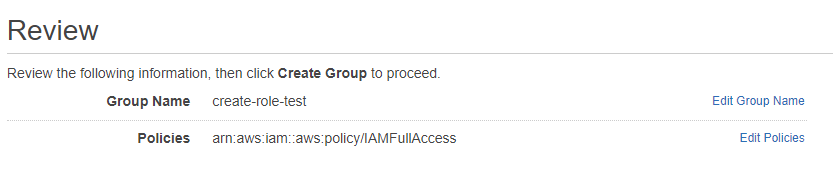 Review
Review the following information, then click Create Group to proceed.
Group Name create-role-test Edit Group Name
Policies arn:aws:iam::aws:policy/IAMFullAccess Edit Policies